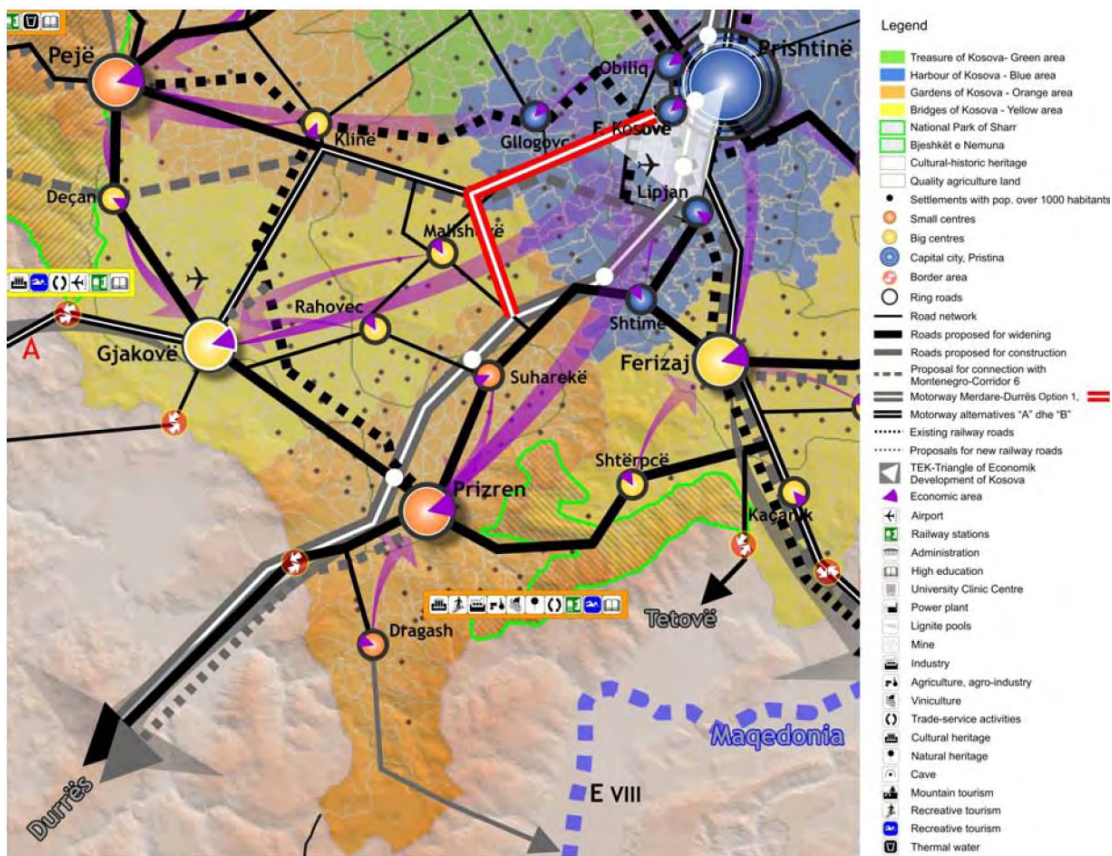 Pejë
Prishtinë
Obiliq
Klinë
Gllogovc
F. Kosovë
Deçan
Lipjan
Malishevë
Rahovec
Shtime
A
Gjakovë
Ferizaj
Suharekë
Shtërpcë
Prizren
Kaçanik
Tetovë
Dragash
Maqedonia
E VIII
Durrës
Legend
Treasure of Kosova- Green area
Harbour of Kosova - Blue area
Gardens of Kosova - Orange area
Bridges of Kosova - Yellow area
National Park of Sharr
Bjeshkët e Nemuna
Cultural-historic heritage
Quality agriculture land
Settlements with pop. over 1000 habitants
Small centres
Big centres
Capital city, Pristina
Border area
Ring roads
Road network
Roads proposed for widening
Roads proposed for construction
Proposal for connection with
Montenegro-Corridor 6
Motorway Merdare-Durrës Option 1,
Motorway alternatives "A" dhe "B"
Existing railway roads
Proposals for new railway roads
TEK-Triangle of Economik
Development of Kosova
Economic area
Airport
Railway stations
Administration
High education
University Clinic Centre
Power plant
Lignite pools
Mine
Industry
Agriculture, agro-industry
Viniculture
Trade-service activities
Cultural heritage
Natural heritage
Cave
Mountain tourism
Recreative tourism
Recreative tourism
Thermal water